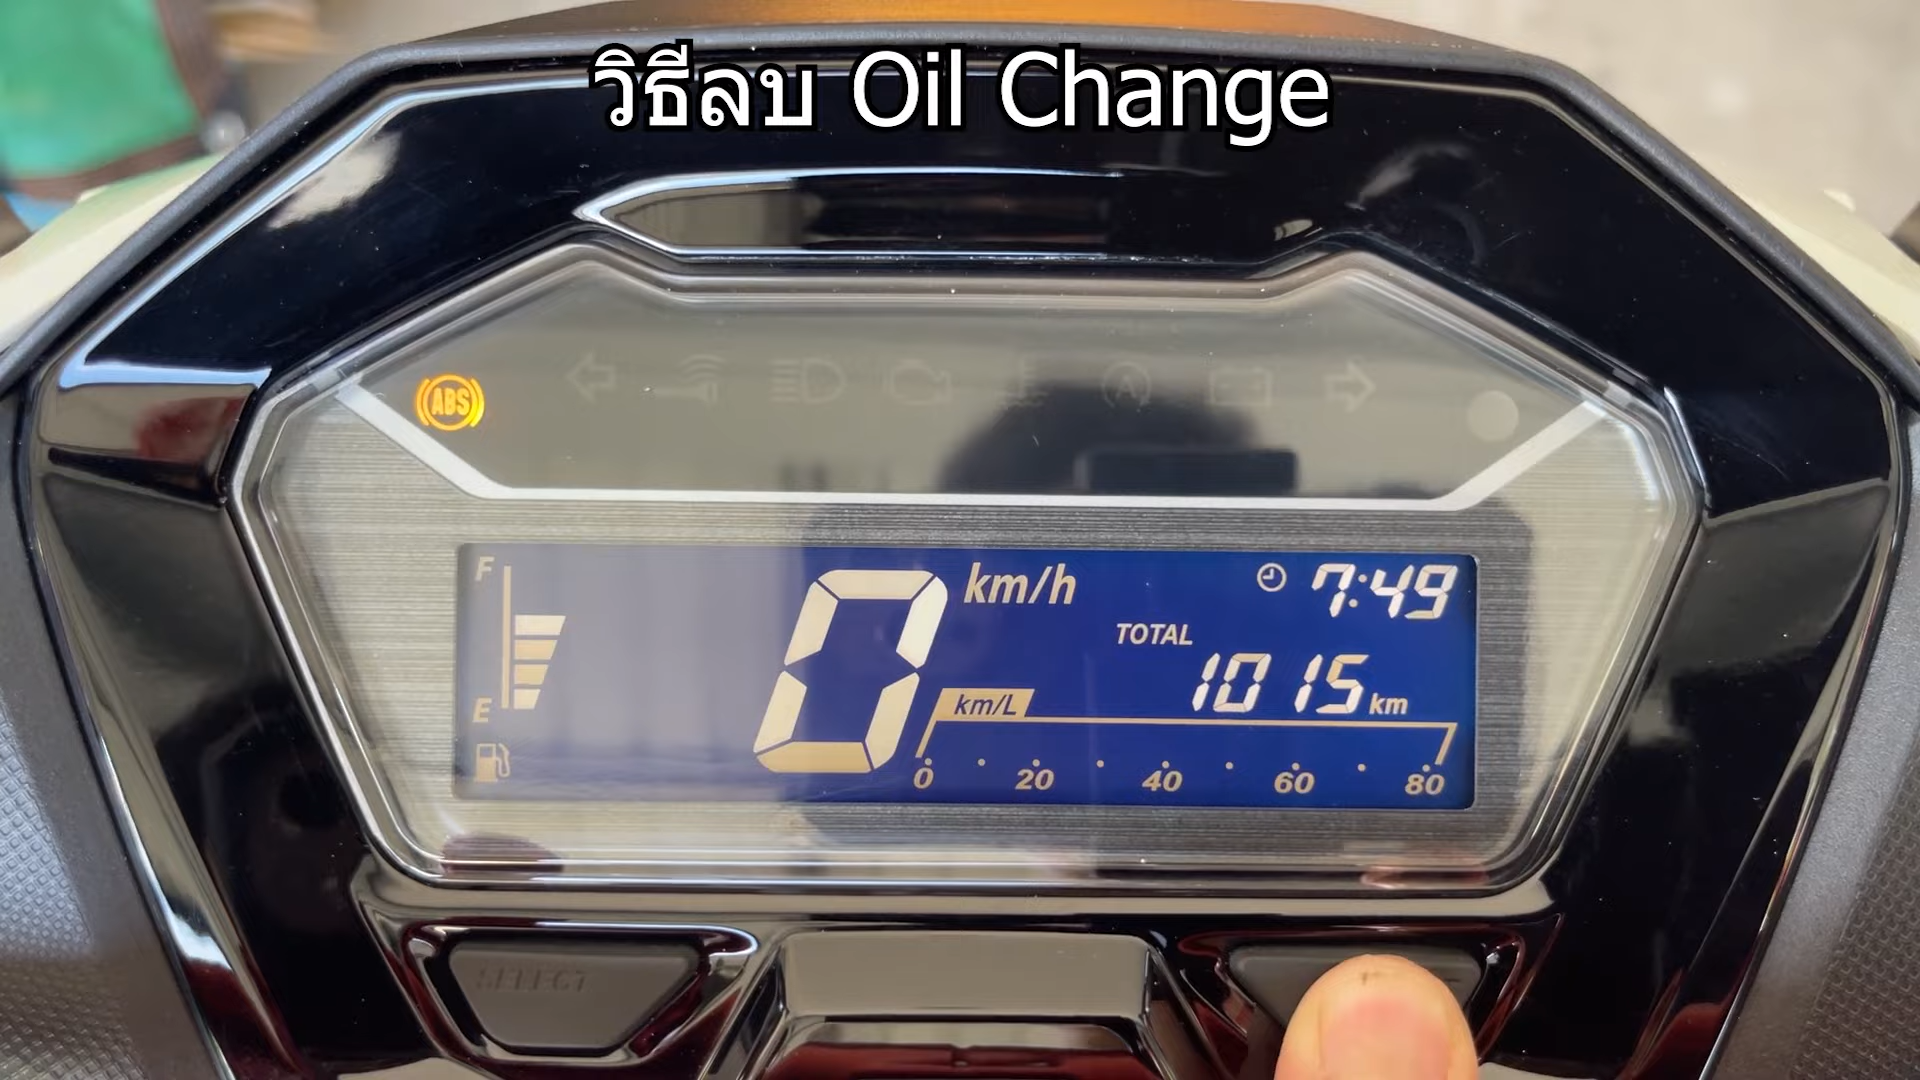 วิธีลบ Oil Change
ABS
A
F
km/h
7:49
TOTAL
1015 km
E
km/L
0 20 40 60 80
SELECT